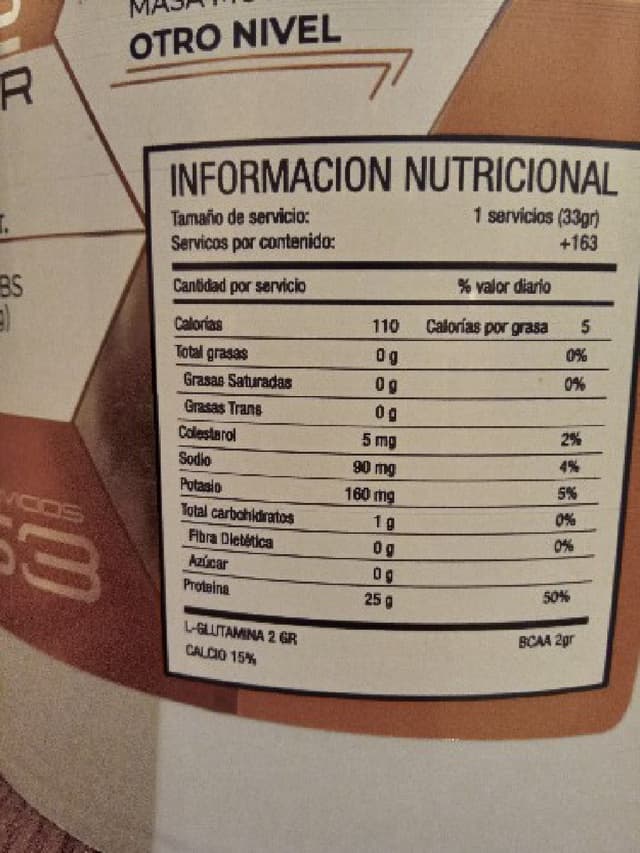 OTRO NIVEL
R
BS
INFORMACION NUTRICIONAL
Tamaño de servicio: 1 servicios (33gr)
Servicos por contenido: +163
Cantidad por servicio % valor diario
Calorías 110 Calorías por grasa 5
Total grasas 0 g 0%
Grasas Saturadas 0 g 0%
Grasas Trans 0 g
Colesterol 5 mg 2%
Sodio 90 mg 4%
Potasio 160 mg 5%
Total carbohidratos 1 g 0%
Fibra Dietética 0 g 0%
Azúcar 0 g
Proteina 25 g 50%
L-GLUTAMINA 2 GR BCAA 2gr
CALCIO 15%